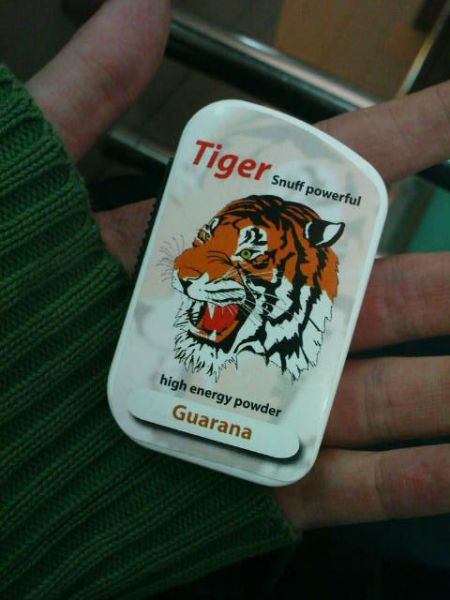 Tiger
Snuff powerful
high energy powder
Guarana